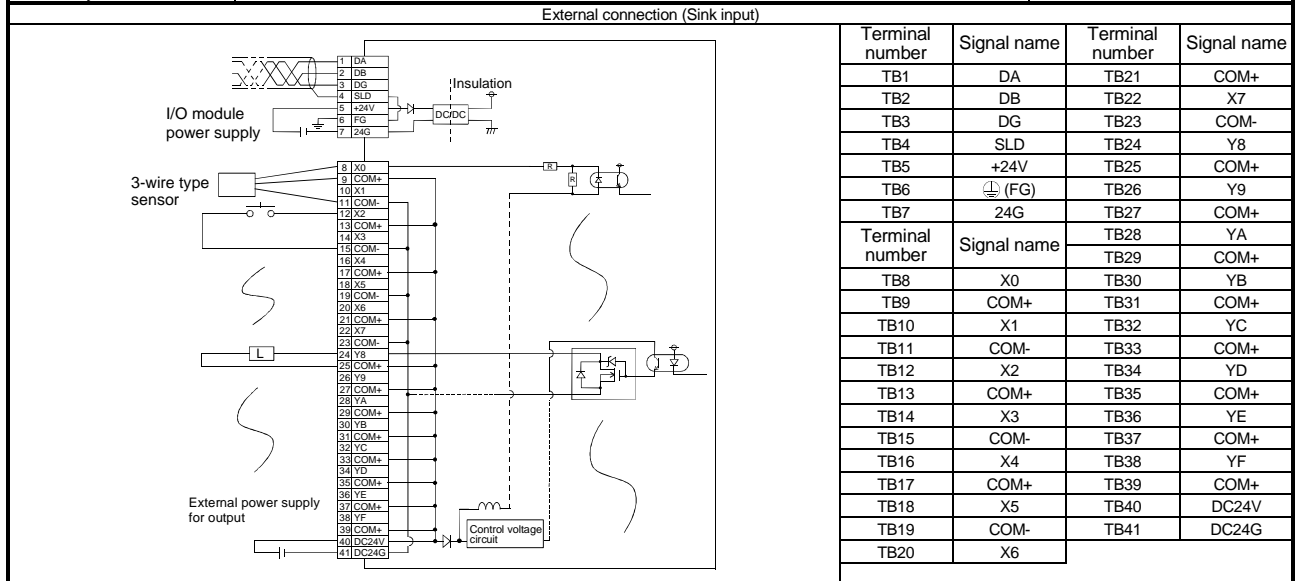 External connection (Sink input)
1 DA
2 DB
3 DG
4 SLD
5 +24V
6 FG
7 24G
Insulation
DC/DC
I/O module
power supply
8 X0
9 COM+
10 X1
11 COM-
12 X2
13 COM+
14 X3
15 COM-
16 X4
17 COM+
18 X5
19 COM-
20 X6
21 COM+
22 X7
23 COM-
24 Y8
25 COM+
26 Y9
27 COM+
28 YA
29 COM+
30 YB
31 COM+
32 YC
33 COM+
34 YD
35 COM+
36 YE
37 COM+
38 YF
39 COM+
40 DC24V
41 DC24G
3-wire type
sensor
R
R
L
External power supply
for output
Control voltage
circuit
Terminal number Signal name Terminal number Signal name
TB1 DA TB21 COM+
TB2 DB TB22 X7
TB3 DG TB23 COM-
TB4 SLD TB24 Y8
TB5 +24V TB25 COM+
TB6 (FG) TB26 Y9
TB7 24G TB27 COM+
Terminal number Signal name TB28 YA
TB29 COM+
TB8 X0 TB30 YB
TB9 COM+ TB31 COM+
TB10 X1 TB32 YC
TB11 COM- TB33 COM+
TB12 X2 TB34 YD
TB13 COM+ TB35 COM+
TB14 X3 TB36 YE
TB15 COM- TB37 COM+
TB16 X4 TB38 YF
TB17 COM+ TB39 COM+
TB18 X5 TB40 DC24V
TB19 COM- TB41 DC24G
TB20 X6